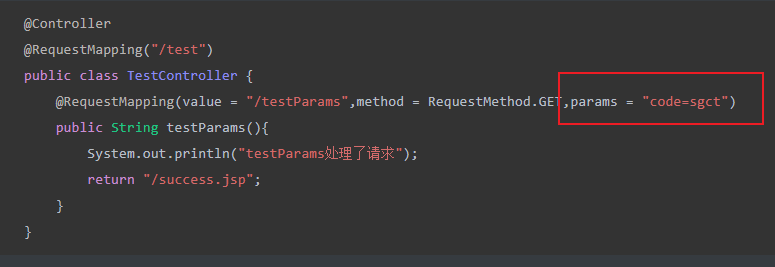 @Controller
@RequestMapping("/test")
public class TestController {
@RequestMapping(value = "/testParams",method = RequestMethod.GET,params = "code=sgct")
public String testParams(){
System.out.println("testParams处理了请求");
return "/success.jsp";
}
}